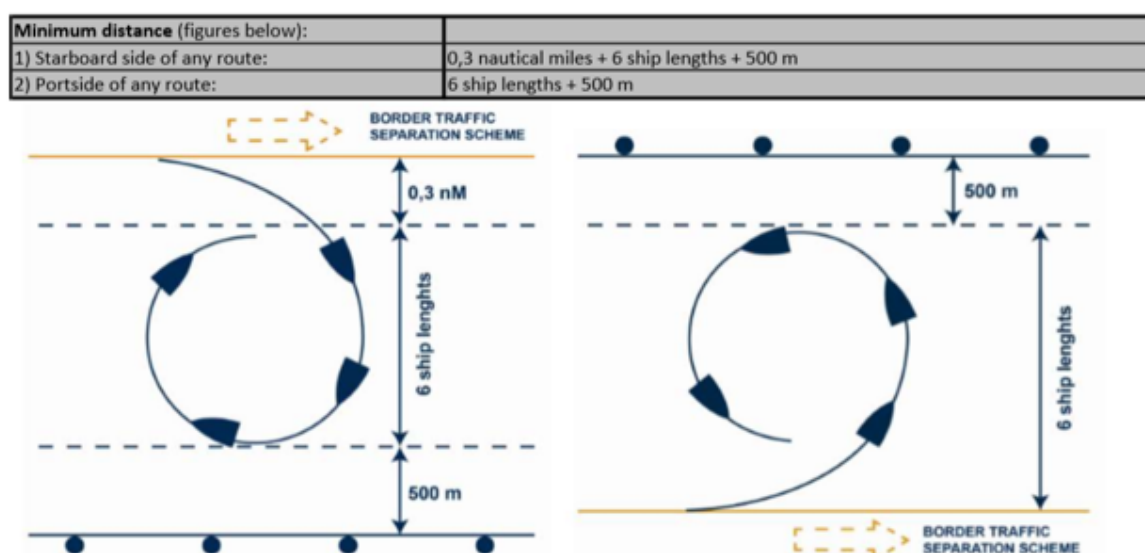 Minimum distance (figures below):
1) Starboard side of any route: 0,3 nautical miles + 6 ship lengths + 500 m
2) Portside of any route: 6 ship lengths + 500 m
BORDER TRAFFIC
SEPARATION SCHEME
0,3 nM
6 ship lenghts
500 m
500 m
6 ship lenghts
BORDER TRAFFIC
SEPARATION SCHEME